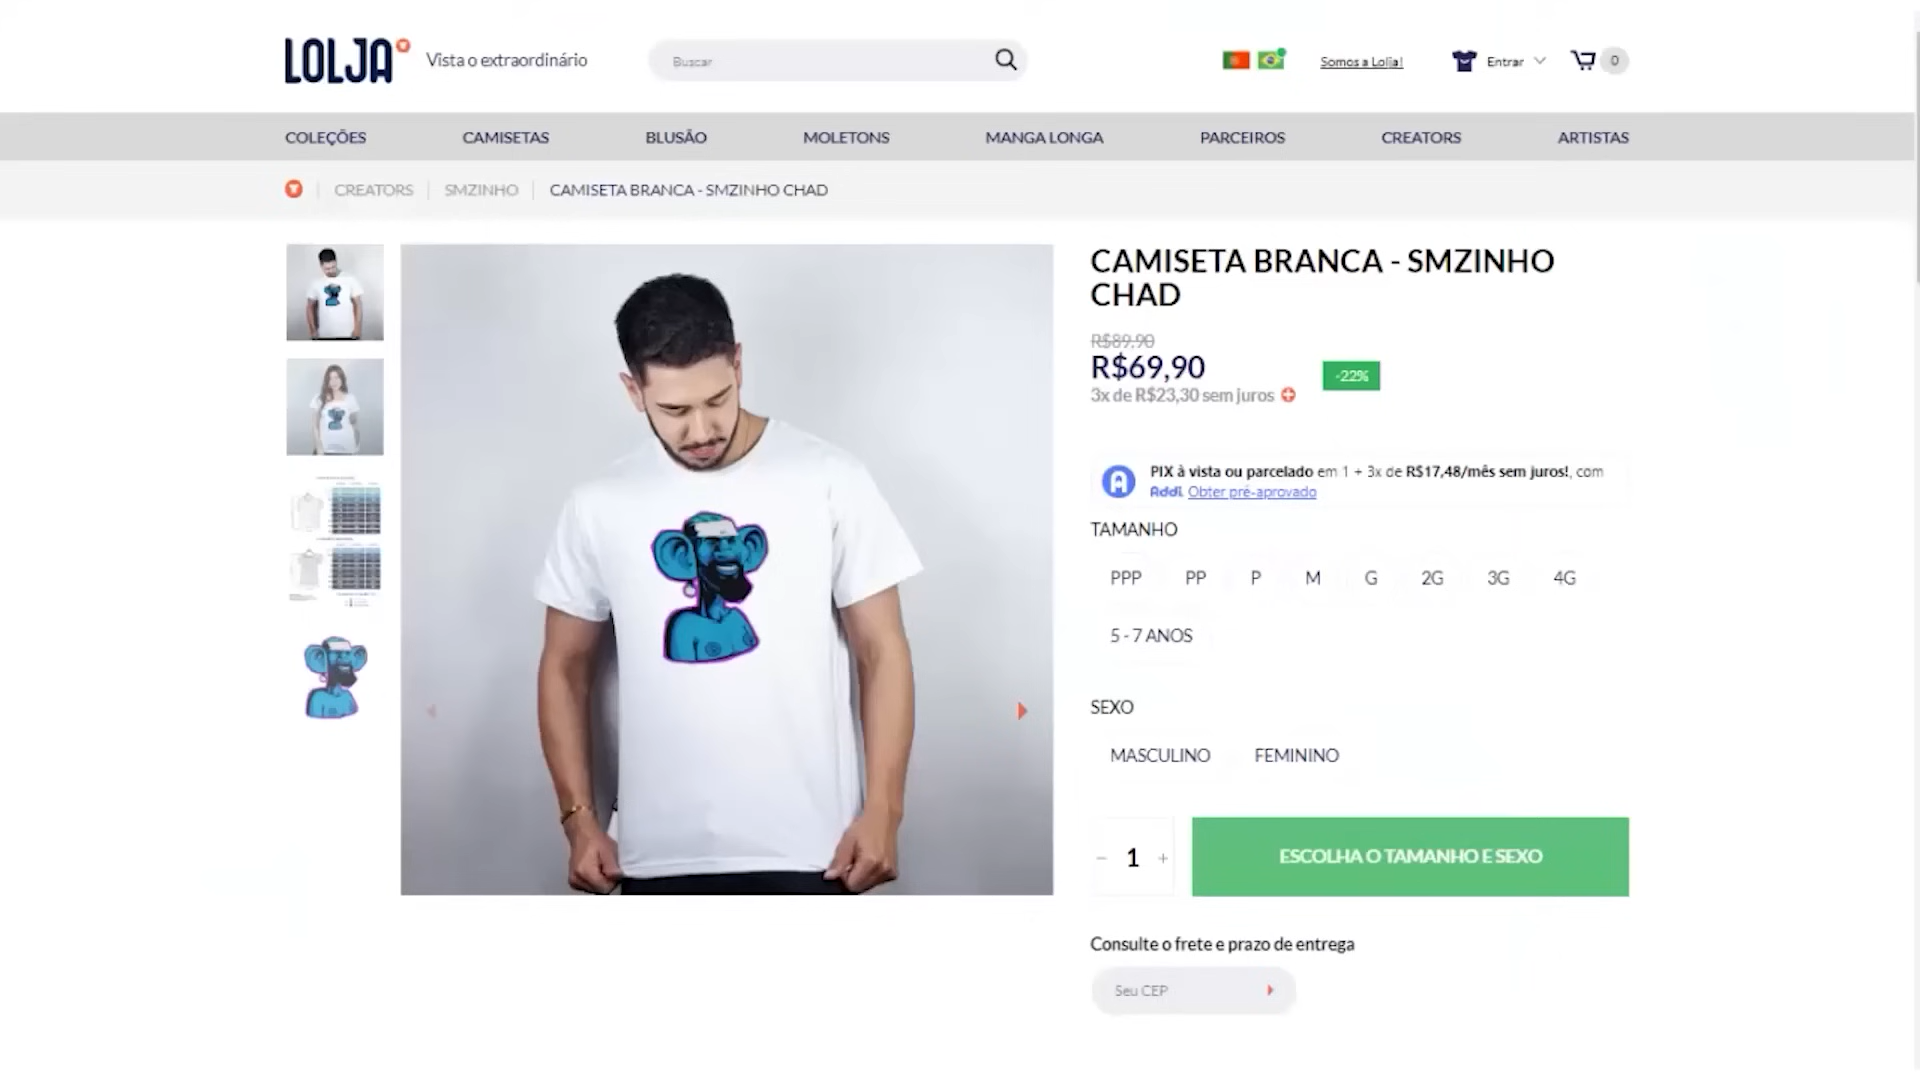 LOLJA
Vista o extraordinário
Buscar
Somos a Lolja!
Entrar
0
COLEÇÕES
CAMISETAS
BLUSÃO
MOLETONS
MANGA LONGA
PARCEIROS
CREATORS
ARTISTAS
CREATORS
SMZINHO
CAMISETA BRANCA - SMZINHO CHAD
CAMISETA BRANCA - SMZINHO
CHAD
R$89,90
R$69,90
-22%
3x de R$23,30 sem juros
PIX à vista ou parcelado em 1 + 3x de R$17,48/mês sem juros!, com
Addi. Obter pré-aprovado
TAMANHO
PPP PP P M G 2G 3G 4G
5 - 7 ANOS
SEXO
MASCULINO FEMININO
- 1 +
ESCOLHA O TAMANHO E SEXO
Consulte o frete e prazo de entrega
Seu CEP